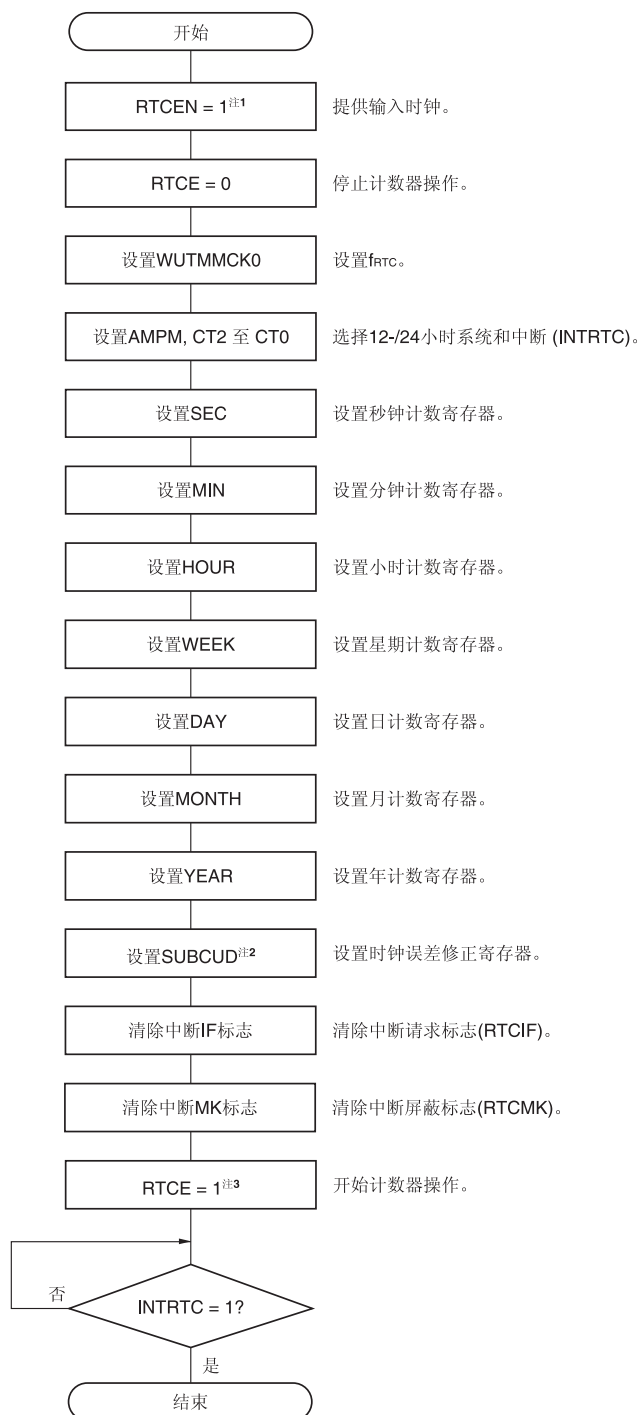 开始
RTCEN = 1注1 提供输入时钟。
RTCE = 0 停止计数器操作。
设置WUTMMCK0 设置fRTC。
设置AMPM, CT2 至 CT0 选择12-/24小时系统和中断 (INTRTC)。
设置SEC 设置秒钟计数寄存器。
设置MIN 设置分钟计数寄存器。
设置HOUR 设置小时计数寄存器。
设置WEEK 设置星期计数寄存器。
设置DAY 设置日计数寄存器。
设置MONTH 设置月计数寄存器。
设置YEAR 设置年计数寄存器。
设置SUBCUD注2 设置时钟误差修正寄存器。
清除中断IF标志 清除中断请求标志(RTCIF)。
清除中断MK标志 清除中断屏蔽标志(RTCMK)。
RTCE = 1注3 开始计数器操作。
否
INTRTC = 1?
是
结束